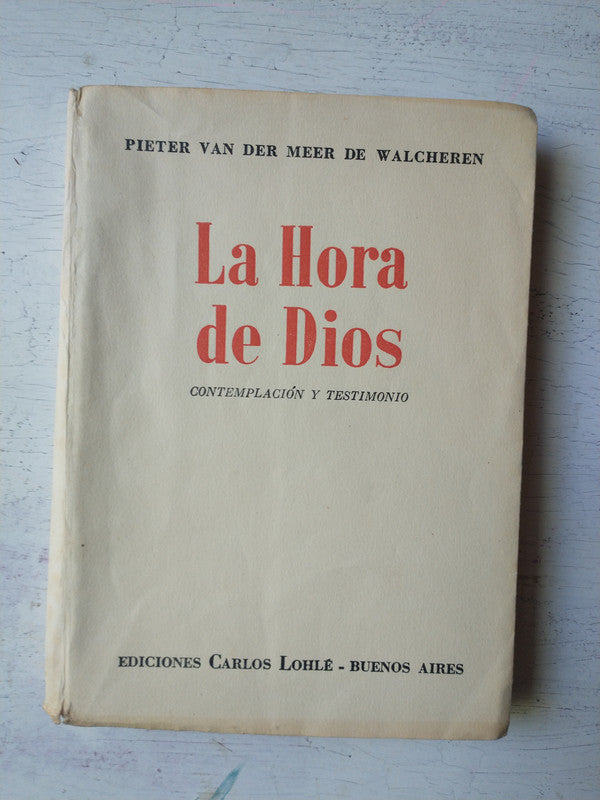 PIETER VAN DER MEER DE WALCHEREN
La Hora
de Dios
CONTEMPLACIÓN Y TESTIMONIO
EDICIONES CARLOS LOHLÉ - BUENOS AIRES